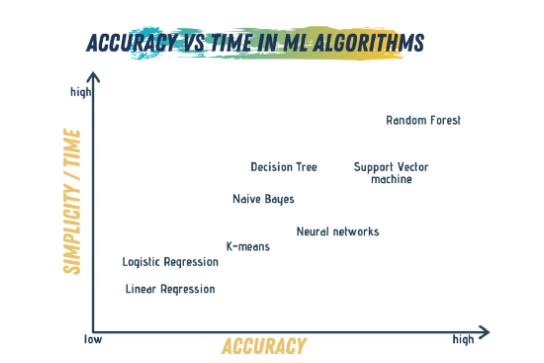 ACCURACY VS TIME IN ML ALGORITHMS
high
SIMPLICITY / TIME
Random Forest
Decision Tree
Support Vector
machine
Naive Bayes
Neural networks
K-means
Logistic Regression
Linear Regression
low
high
ACCURACY